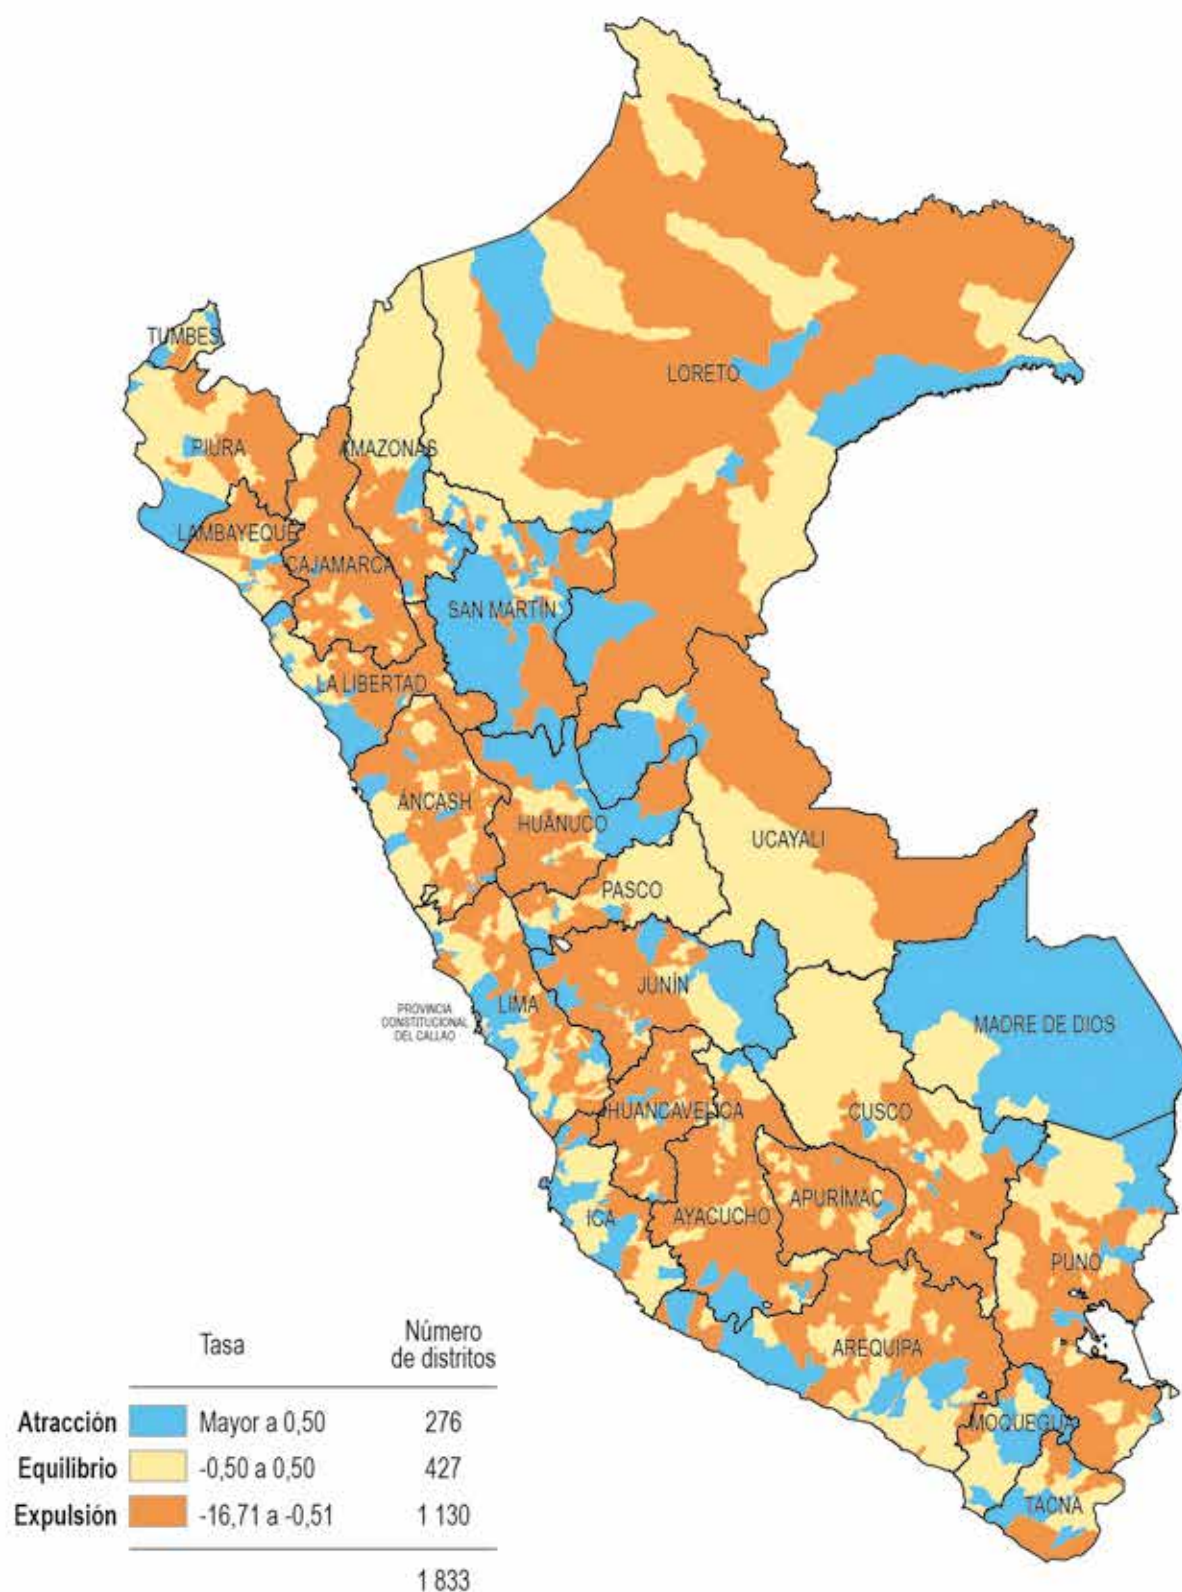 TUMBES
LORETO
PIURA
AMAZONAS
LAMBAYEQUE
CAJAMARCA
SAN MARTÍN
LA LIBERTAD
ÁNCASH
HUÁNUCO
UCAYALI
PASCO
JUNÍN
LIMA
PROVINCIA
CONSTITUCIONAL
DEL CALLAO
MADRE DE DIOS
HUANCAVELICA
CUSCO
ICA
AYACUCHO
APURÍMAC
PUNO
AREQUIPA
MOQUEGUA
TACNA
Tasa Número
de distritos
Atracción Mayor a 0,50 276
Equilibrio -0,50 a 0,50 427
Expulsión -16,71 a -0,51 1 130
1 833